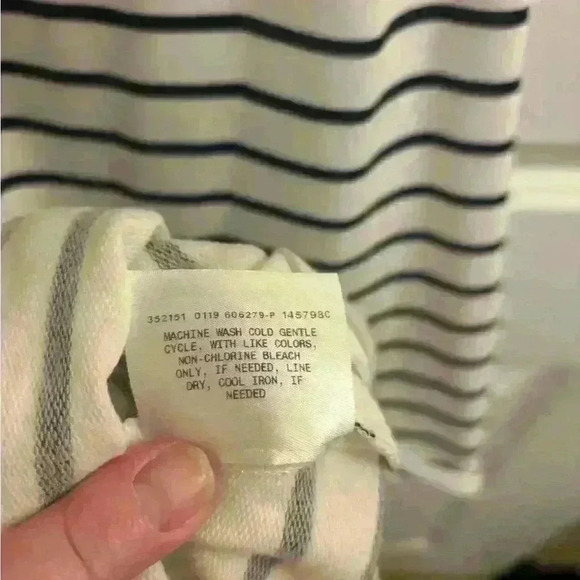 352151 0119 606279-P 145798C
MACHINE WASH COLD GENTLE
CYCLE, WITH LIKE COLORS,
NON-CHLORINE BLEACH
ONLY, IF NEEDED, LINE
DRY, COOL IRON, IF
NEEDED